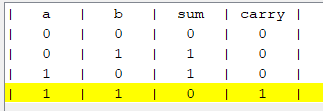 |   a   |   b   |  sum  | carry |
|   0   |   0   |   0   |   0   |
|   0   |   1   |   1   |   0   |
|   1   |   0   |   1   |   0   |
|   1   |   1   |   0   |   1   |